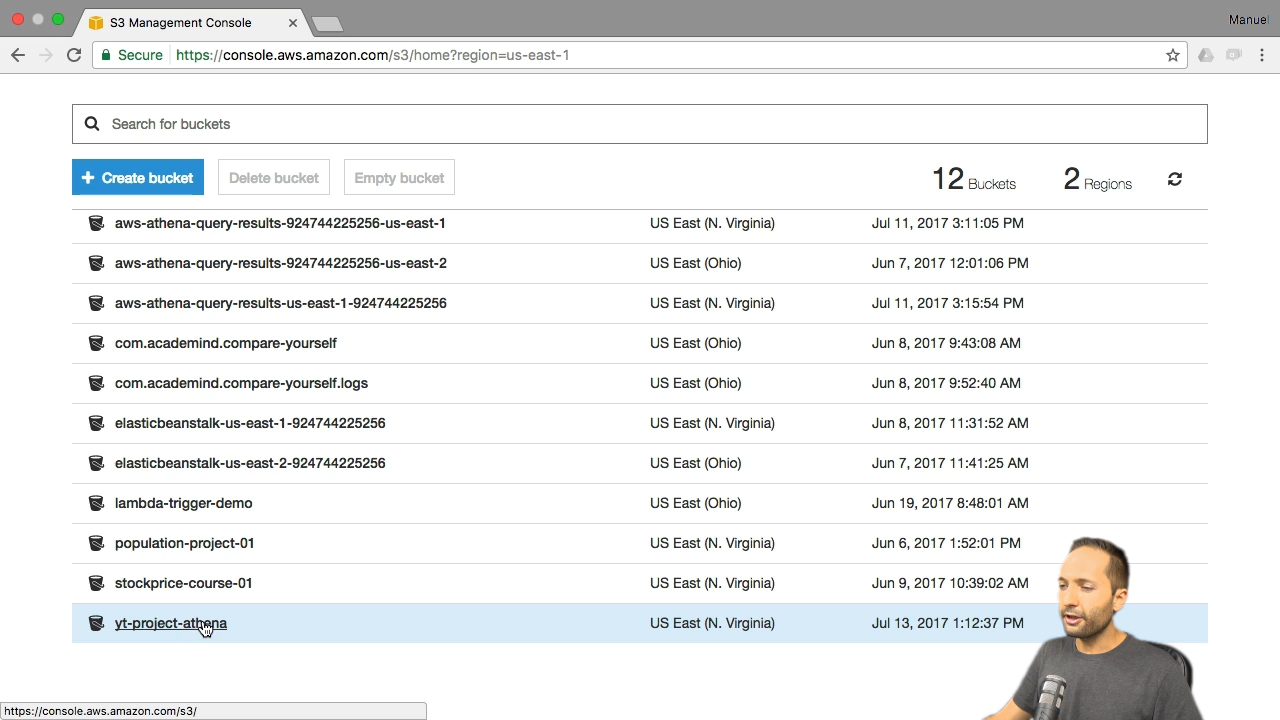 S3 Management Console
Manuel
Secure https://console.aws.amazon.com/s3/home?region=us-east-1
Search for buckets
Create bucket Delete bucket Empty bucket 12 Buckets 2 Regions
aws-athena-query-results-924744225256-us-east-1 US East (N. Virginia) Jul 11, 2017 3:11:05 PM
aws-athena-query-results-924744225256-us-east-2 US East (Ohio) Jun 7, 2017 12:01:06 PM
aws-athena-query-results-us-east-1-924744225256 US East (N. Virginia) Jul 11, 2017 3:15:54 PM
com.academind.compare-yourself US East (Ohio) Jun 8, 2017 9:43:08 AM
com.academind.compare-yourself.logs US East (Ohio) Jun 8, 2017 9:52:40 AM
elasticbeanstalk-us-east-1-924744225256 US East (N. Virginia) Jun 8, 2017 11:31:52 AM
elasticbeanstalk-us-east-2-924744225256 US East (Ohio) Jun 7, 2017 11:41:25 AM
lambda-trigger-demo US East (Ohio) Jun 19, 2017 8:48:01 AM
population-project-01 US East (N. Virginia) Jun 6, 2017 1:52:01 PM
stockprice-course-01 US East (N. Virginia) Jun 9, 2017 10:39:02 AM
yt-project-athena US East (N. Virginia) Jul 13, 2017 1:12:37 PM
https://console.aws.amazon.com/s3/